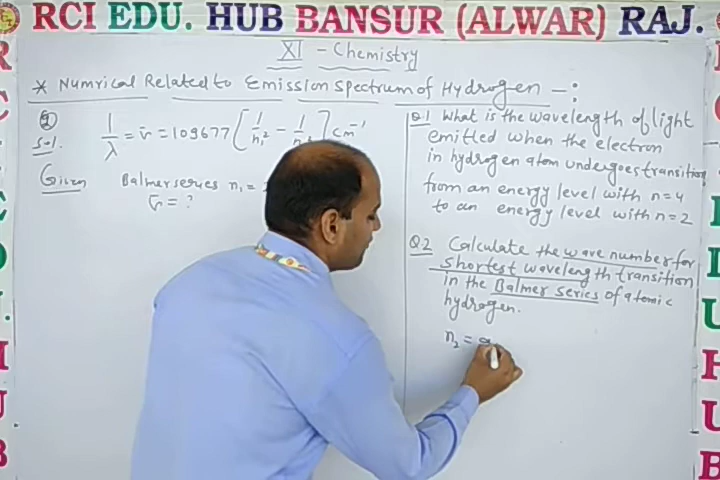 RCI EDU. HUB BANSUR (ALWAR) RAJ.
XI - Chemistry
* Numrical Related to Emission Spectrum of Hydrogen - :
Sol.
1/λ = ν̄ = 109677 [ 1/n₁² - 1/n₂² ] cm⁻¹
Given Balmer series n₁ =
ν̄ = ?
Q.1 What is the wavelength of light
emitted when the electron
in hydrogen atom undergoes transition
from an energy level with n=4
to an energy level with n=2
Q.2 Calculate the wave number for
shortest wavelength transition
in the Balmer series of atomic
hydrogen.
n₂ =